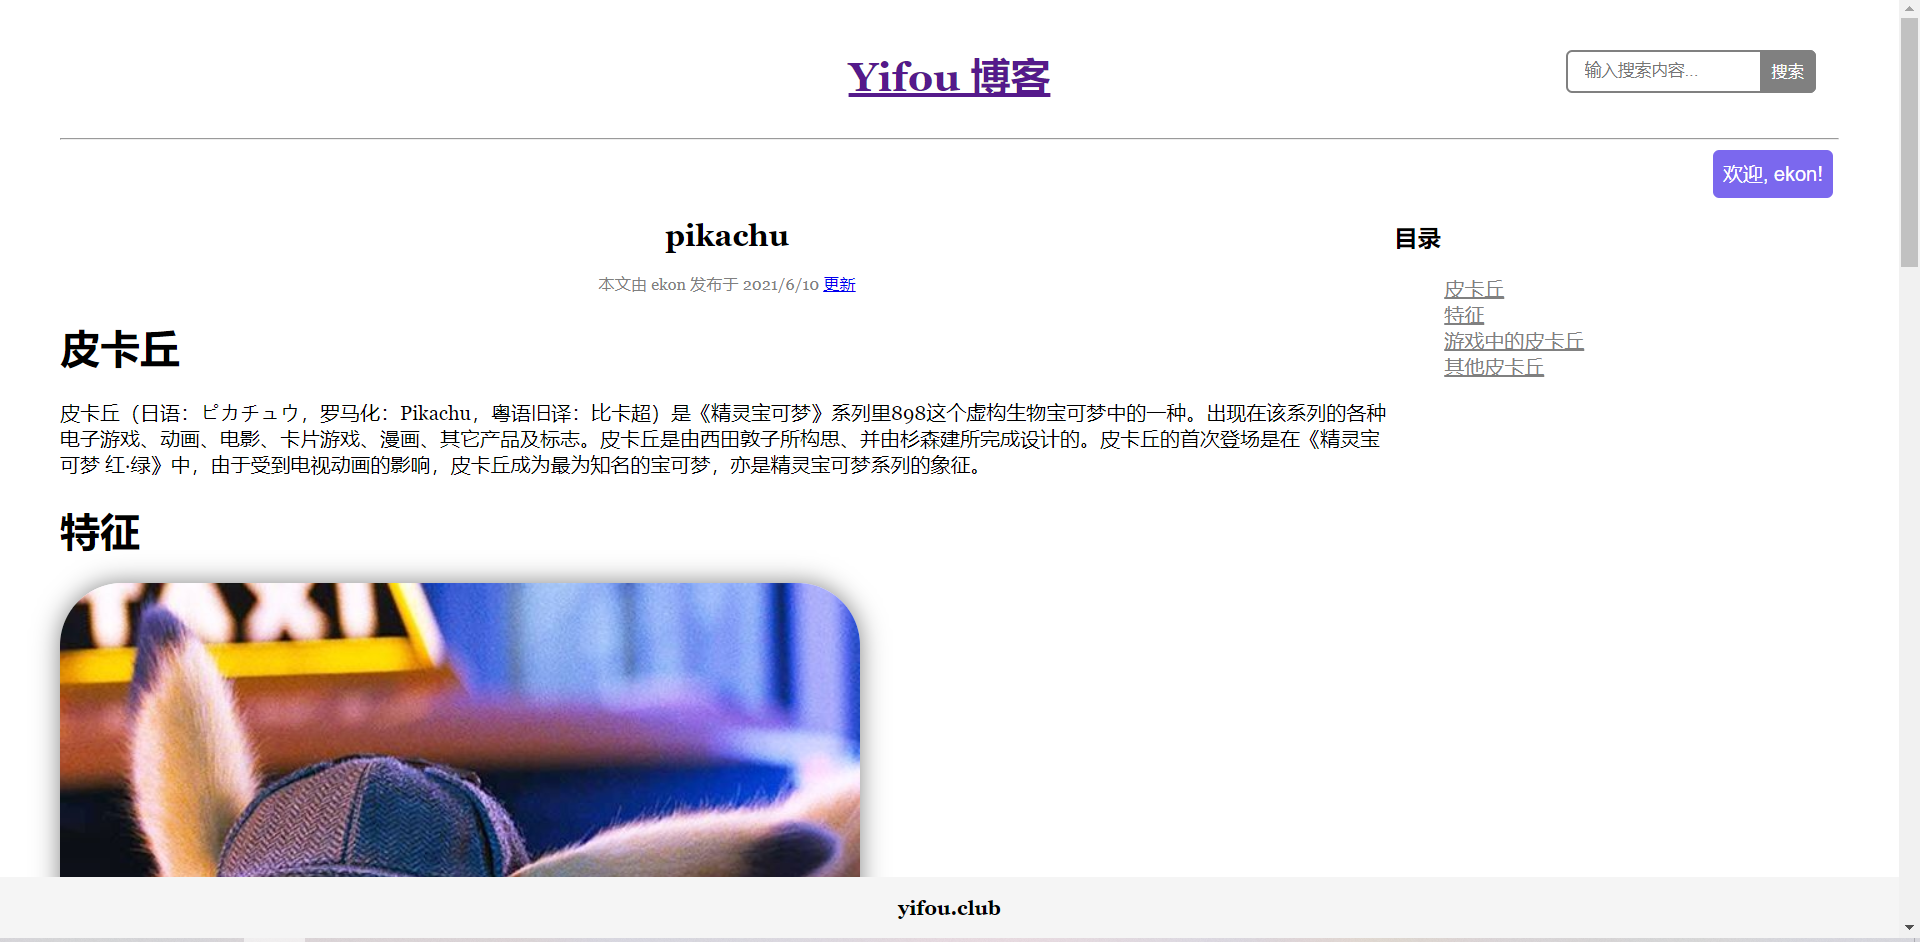 Yifou 博客
输入搜索内容...
搜索
欢迎, ekon!
pikachu
本文由 ekon 发布于 2021/6/10 更新
目录
皮卡丘
特征
游戏中的皮卡丘
其他皮卡丘
皮卡丘
皮卡丘（日语：ピカチュウ，罗马化：Pikachu，粤语旧译：比卡超）是《精灵宝可梦》系列里898这个虚构生物宝可梦中的一种。出现在该系列的各种
电子游戏、动画、电影、卡片游戏、漫画、其它产品及标志。皮卡丘是由西田敦子所构思、并由杉森建所完成设计的。皮卡丘的首次登场是在《精灵宝
可梦 红·绿》中，由于受到电视动画的影响，皮卡丘成为最为知名的宝可梦，亦是精灵宝可梦系列的象征。
特征
TAXI
yifou.club